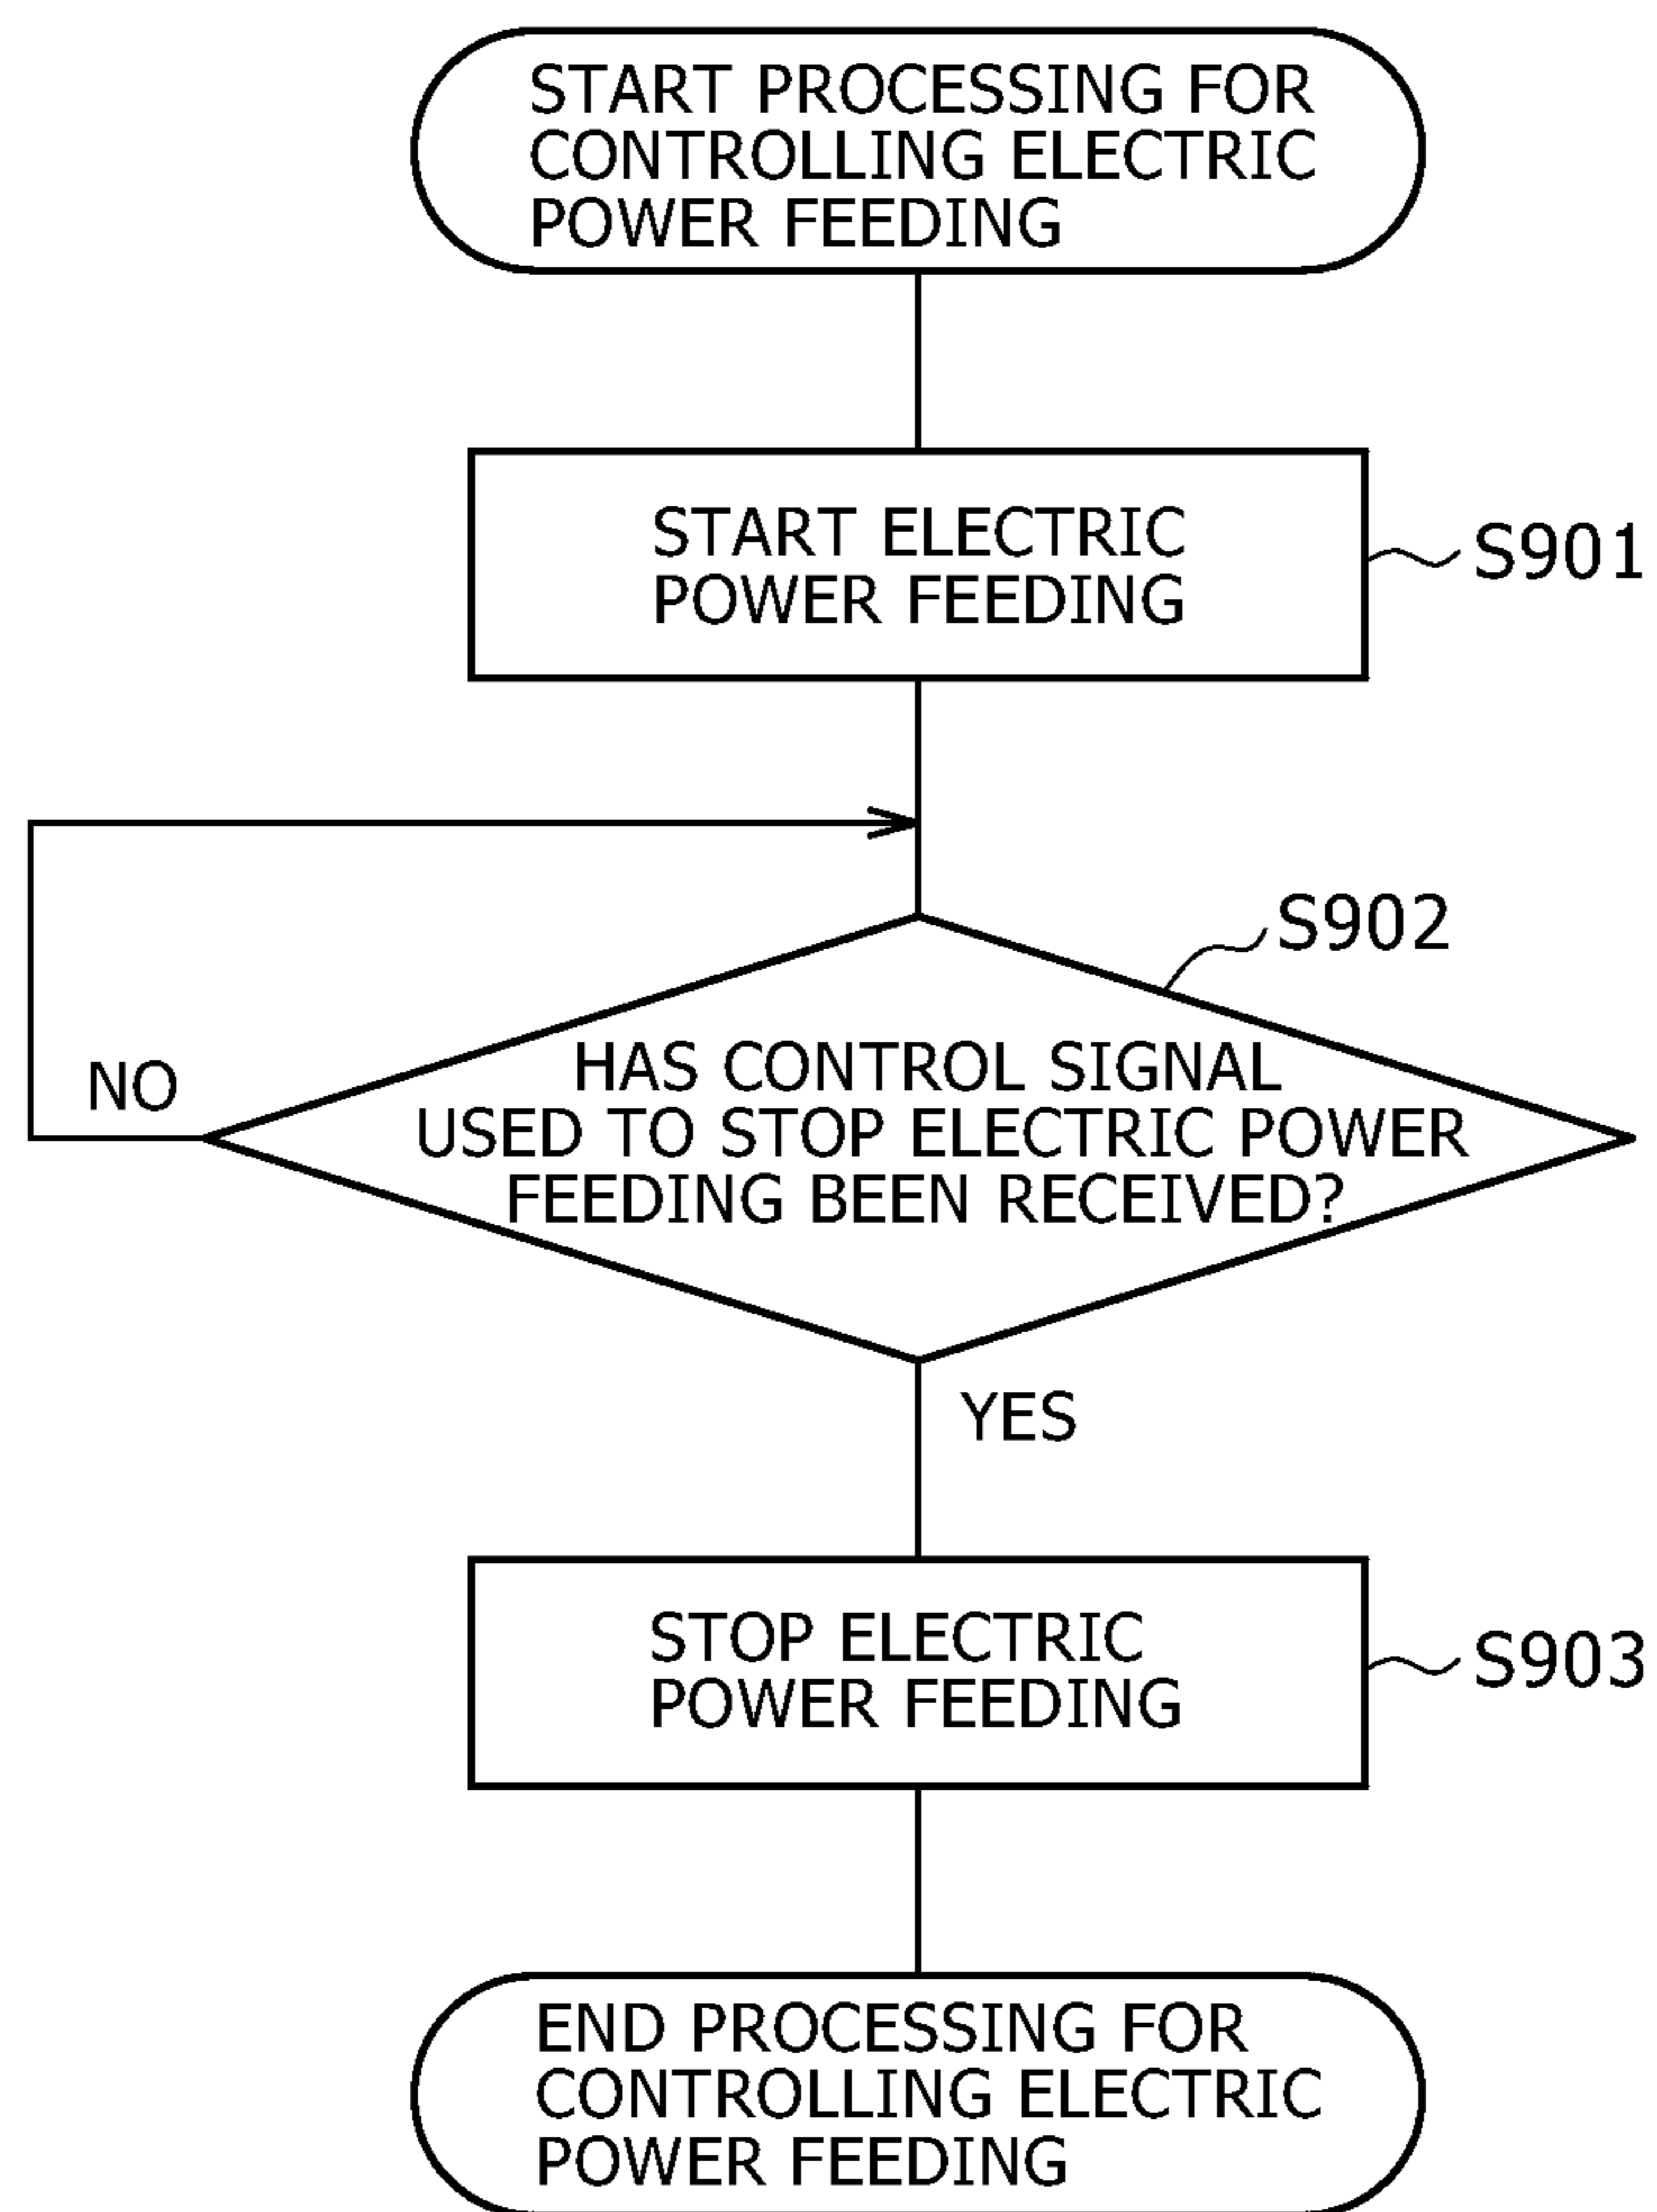 START PROCESSING FOR
CONTROLLING ELECTRIC
POWER FEEDING
START ELECTRIC
POWER FEEDING
S901
S902
HAS CONTROL SIGNAL
USED TO STOP ELECTRIC POWER
FEEDING BEEN RECEIVED?
NO
YES
STOP ELECTRIC
POWER FEEDING
S903
END PROCESSING FOR
CONTROLLING ELECTRIC
POWER FEEDING